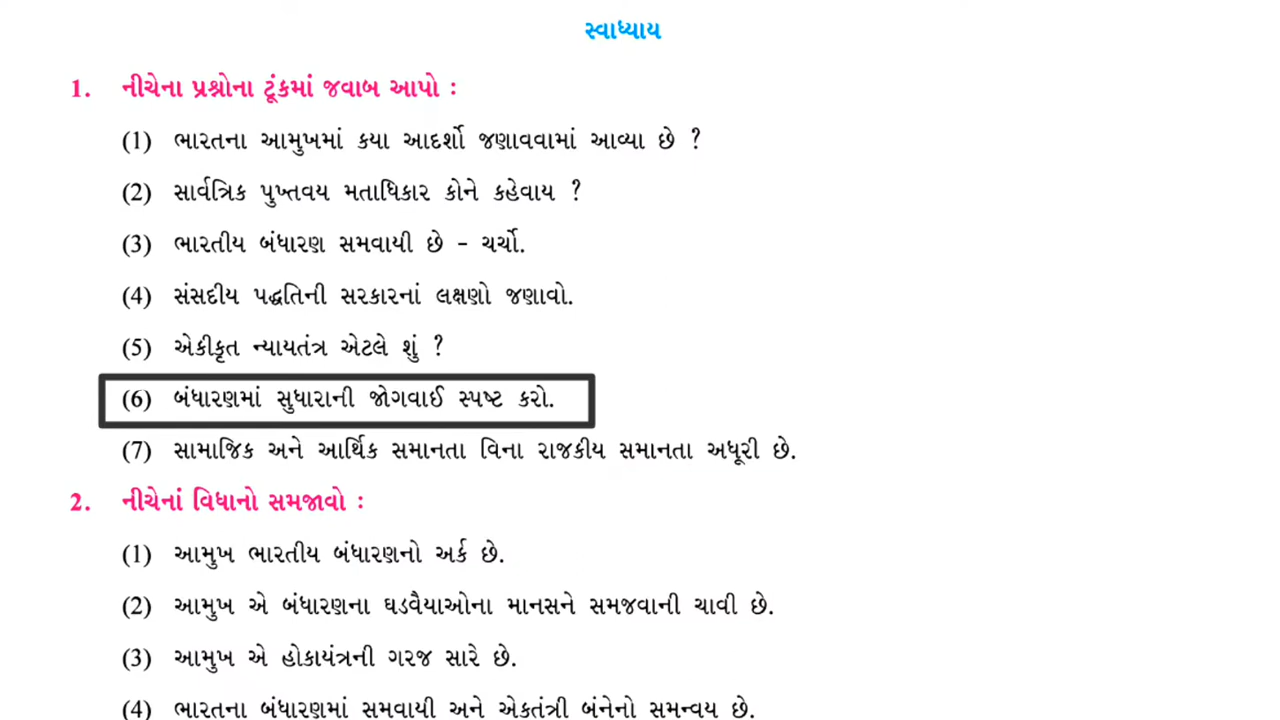 સ્વાધ્યાય
1. નીચેના પ્રશ્નોના ટૂંકમાં જવાબ આપો :
(1) ભારતના આમુખમાં કયા આદર્શો જણાવવામાં આવ્યા છે ?
(2) સાર્વત્રિક પુખ્તવય મતાધિકાર કોને કહેવાય ?
(3) ભારતીય બંધારણ સમવાયી છે – ચર્ચો.
(4) સંસદીય પદ્ધતિની સરકારનાં લક્ષણો જણાવો.
(5) એકીકૃત ન્યાયતંત્ર એટલે શું ?
(6) બંધારણમાં સુધારાની જોગવાઈ સ્પષ્ટ કરો.
(7) સામાજિક અને આર્થિક સમાનતા વિના રાજકીય સમાનતા અધૂરી છે.
2. નીચેનાં વિધાનો સમજાવો :
(1) આમુખ ભારતીય બંધારણનો અર્ક છે.
(2) આમુખ એ બંધારણના ઘડવૈયાઓના માનસને સમજવાની ચાવી છે.
(3) આમુખ એ હોકાયંત્રની ગરજ સારે છે.
(4) ભારતના બંધારણમાં સમવાયી અને એકતંત્રી બંનેનો સમન્વય છે.